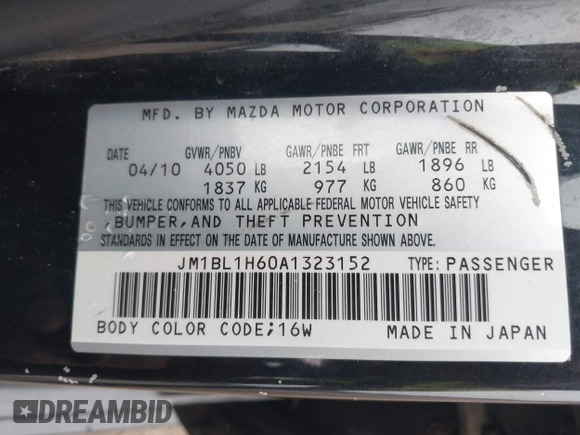 MFD. BY MAZDA MOTOR CORPORATION
DATE GVWR/PNBV GAWR/PNBE FRT GAWR/PNBE RR
04/10 4050 LB 2154 LB 1896 LB
1837 KG 977 KG 860 KG
THIS VEHICLE CONFORMS TO ALL APPLICABLE FEDERAL MOTOR VEHICLE SAFETY
,BUMPER,AND THEFT PREVENTION
STANDARDS IN EFFECT ON THE DATE OF MANUFACTURE SHOWN ABOVE.
JM1BL1H60A1323152 TYPE: PASSENGER
BODY COLOR CODE;16W MADE IN JAPAN
DREAMBID